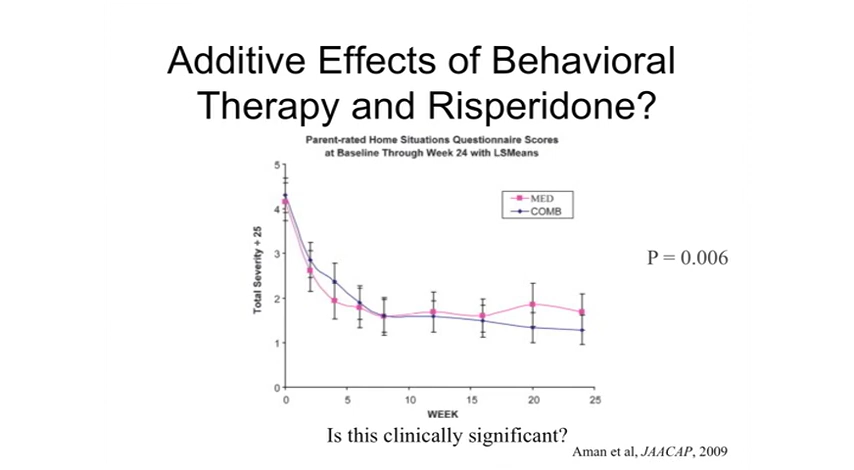 Additive Effects of Behavioral
Therapy and Risperidone?
Parent-rated Home Situations Questionnaire Scores
at Baseline Through Week 24 with LSMeans
5
4
3
2
1
0
Total Severity ÷ 25
MED
COMB
P = 0.006
0 5 10 15 20 25
WEEK
Is this clinically significant?
Aman et al, JAACAP, 2009